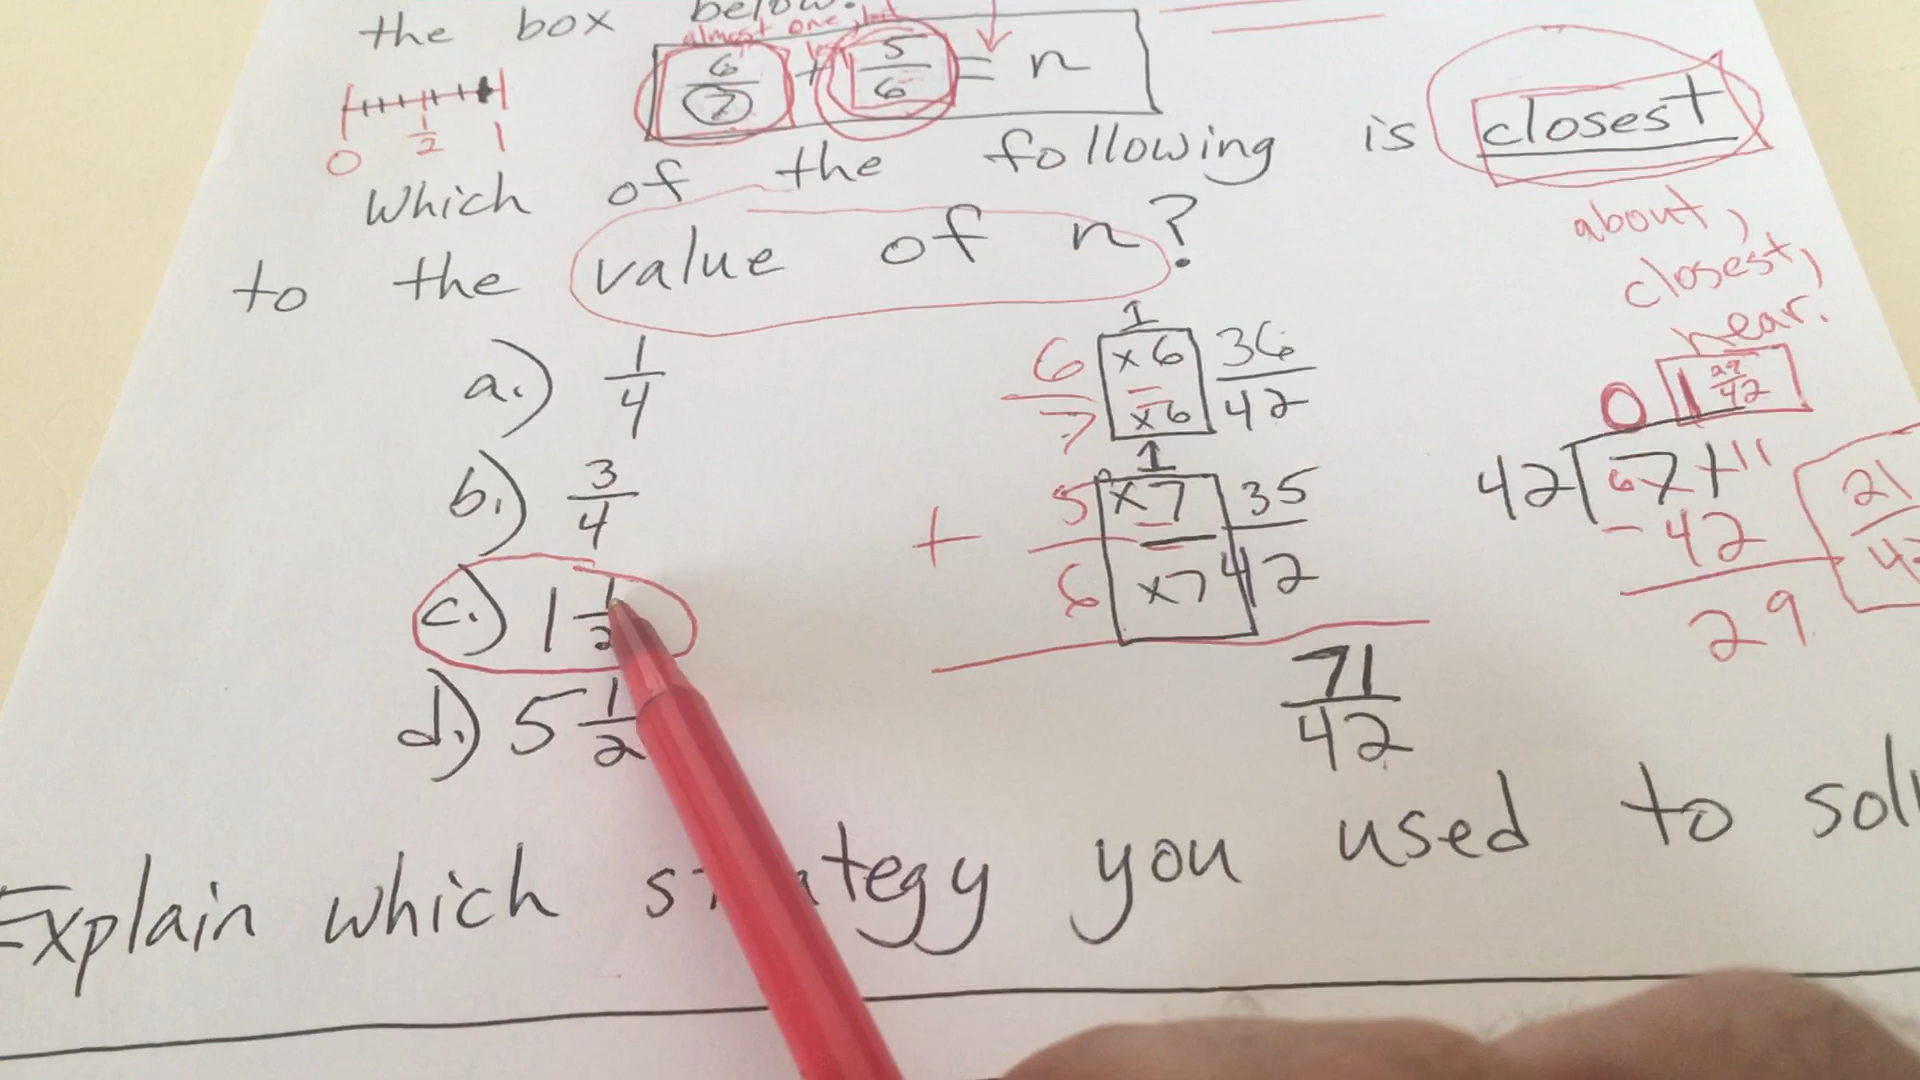 the box below.
almost one
6/7 + 5/6 = n
0 1/2 1
Which of the following is closest
to the value of n?
about,
closest,
near.
a.) 1/4
b.) 3/4
c.) 1 1/2
d.) 5 1/2
1
6/7 ×6/×6 36/42
1
+ 5/6 ×7/×7 35/42
71/42
0 1 29/42
42 71
- 42
29
21
Explain which strategy you used to